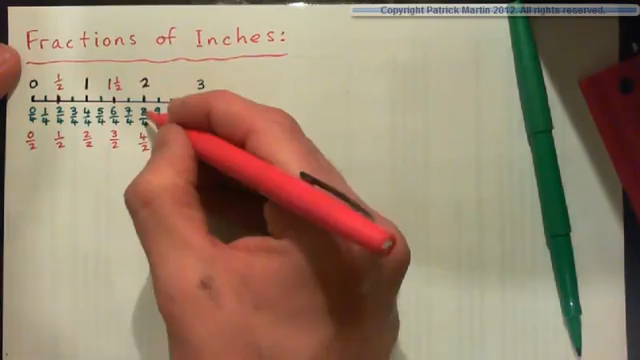 Copyright Patrick Martin 2012. All rights reserved.
Fractions of Inches:
0 1/2 1 1 1/2 2 3
0/4 1/4 2/4 3/4 4/4 5/4 6/4 7/4 8/4 9
0/2 1/2 2/2 3/2 4/2